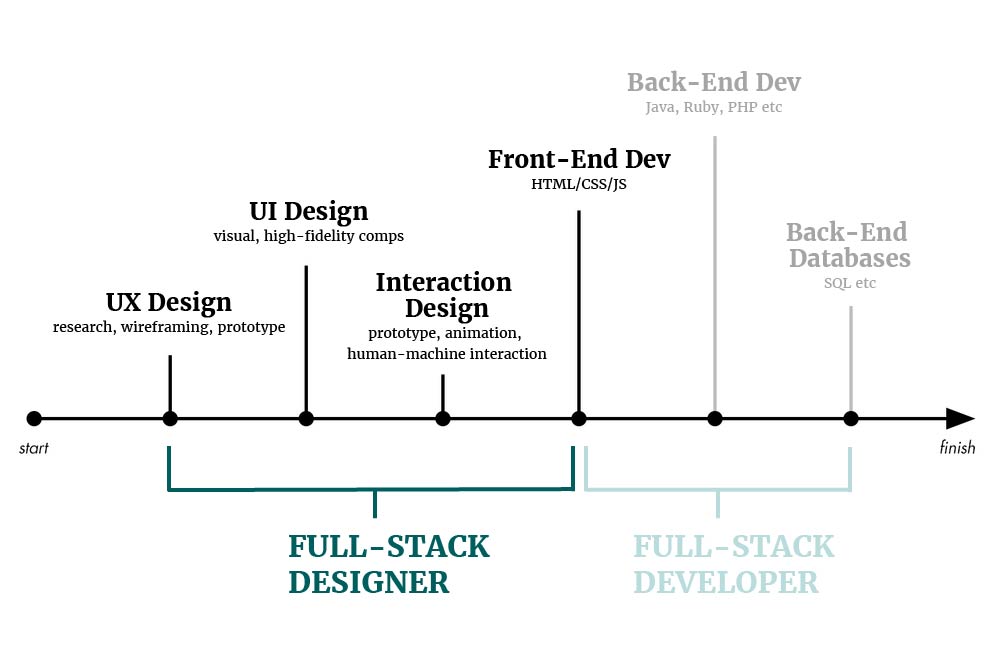 Back-End Dev
Java, Ruby, PHP etc
Front-End Dev
HTML/CSS/JS
UI Design
visual, high-fidelity comps
Back-End
Databases
SQL etc
Interaction
Design
prototype, animation,
human-machine interaction
UX Design
research, wireframing, prototype
start
finish
FULL-STACK
DESIGNER
FULL-STACK
DEVELOPER